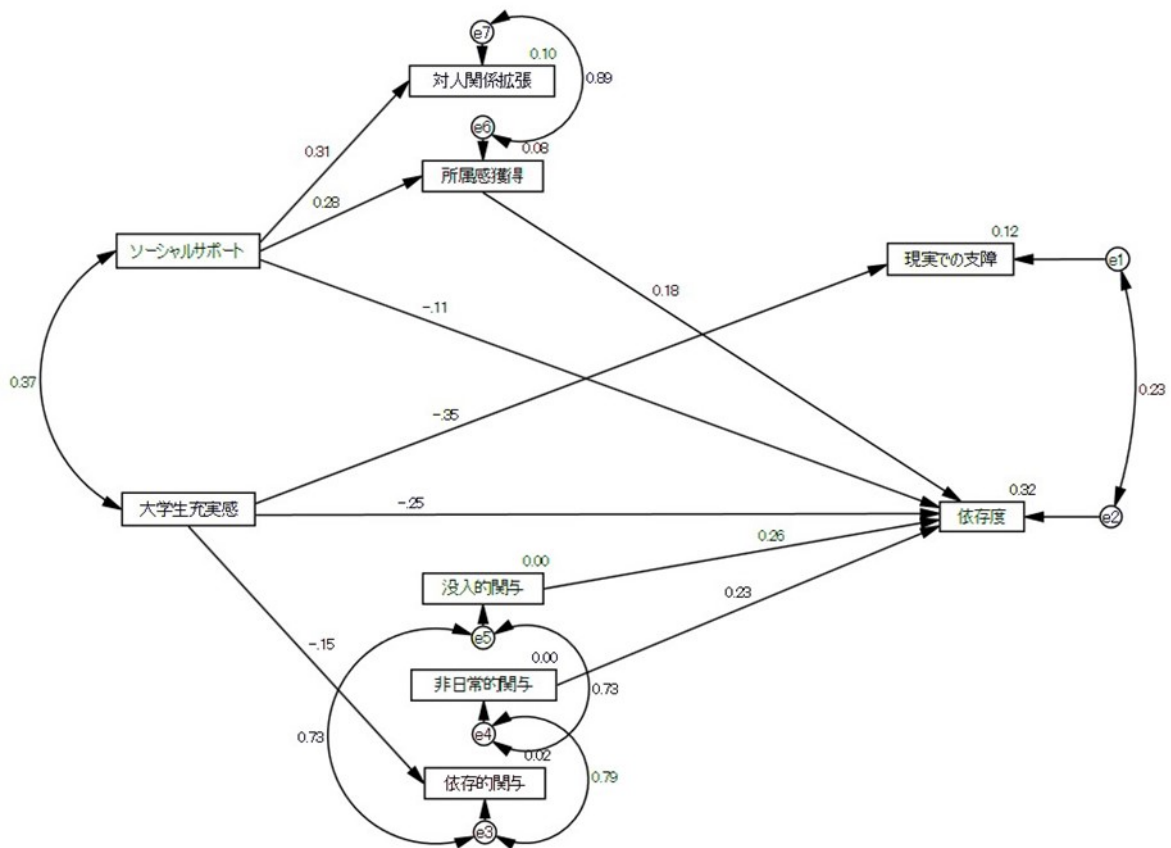 e7
0.10
対人関係拡張
0.89
e6
0.08
0.31
所属感獲得
0.28
ソーシャルサポート
0.12
現実での支障
e1
-.11
0.18
0.37
0.23
-.35
大学生充実感
-.25
0.32
依存度
e2
0.00
0.26
没入的関与
0.23
e5
-.15
0.00
非日常的関与
0.73
0.73
e4
0.02
依存的関与
0.79
e3